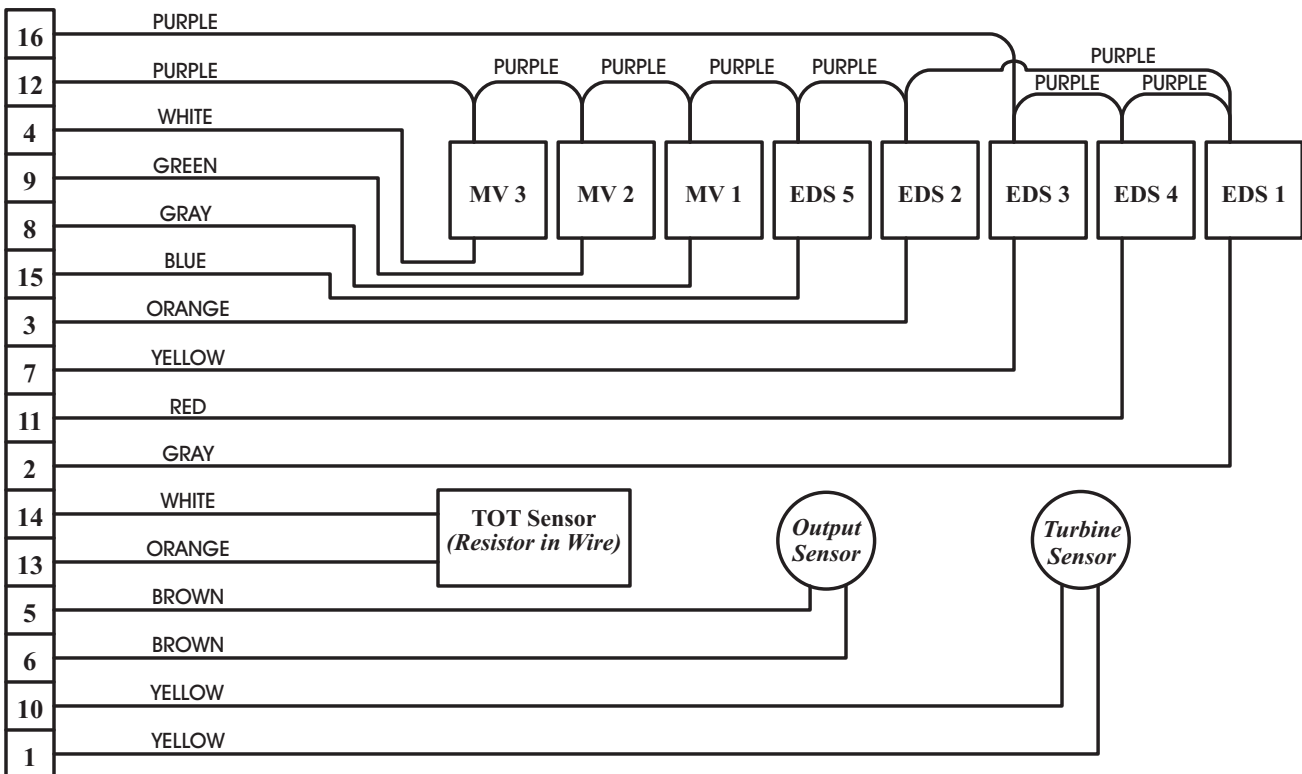 16 PURPLE
12 PURPLE PURPLE PURPLE PURPLE PURPLE PURPLE
PURPLE PURPLE
4 WHITE
9 GREEN
MV 3 MV 2 MV 1 EDS 5 EDS 2 EDS 3 EDS 4 EDS 1
8 GRAY
15 BLUE
3 ORANGE
7 YELLOW
11 RED
2 GRAY
14 WHITE
TOT Sensor
(Resistor in Wire)
Output
Sensor
Turbine
Sensor
13 ORANGE
5 BROWN
6 BROWN
10 YELLOW
1 YELLOW